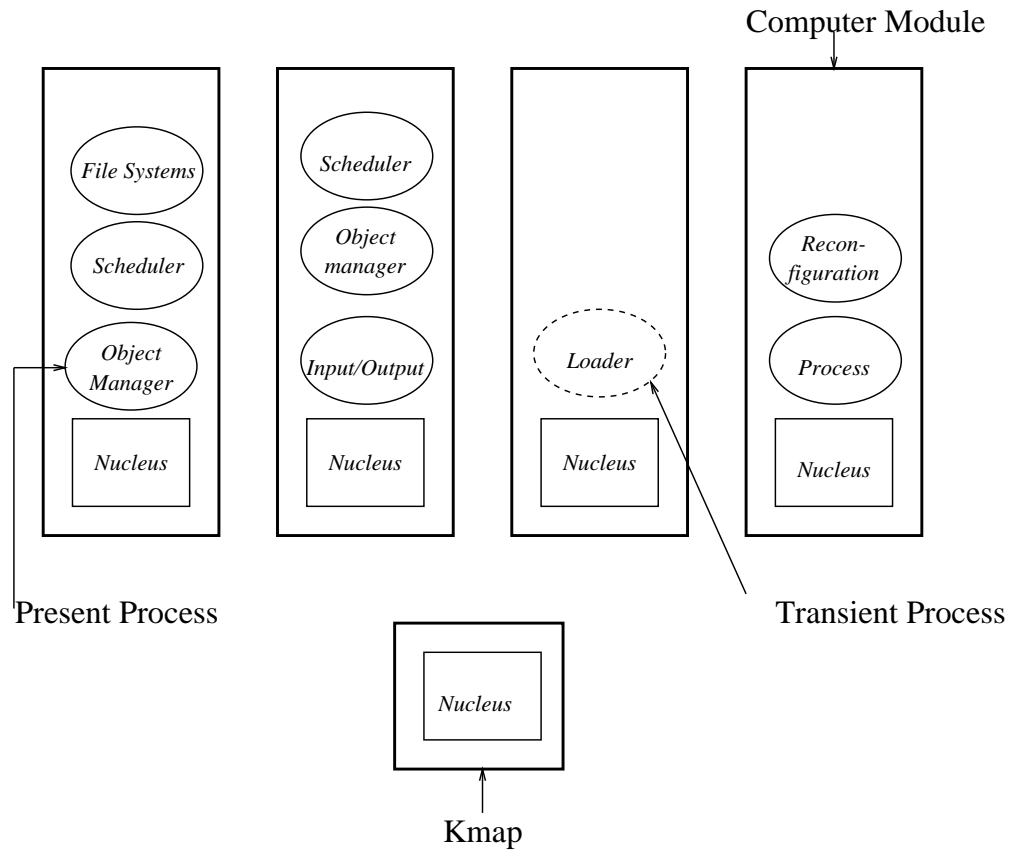 Computer Module
File Systems
Scheduler
Object
Manager
Nucleus
Scheduler
Object
manager
Input/Output
Nucleus
Loader
Nucleus
Recon-
figuration
Process
Nucleus
Present Process
Transient Process
Nucleus
Kmap